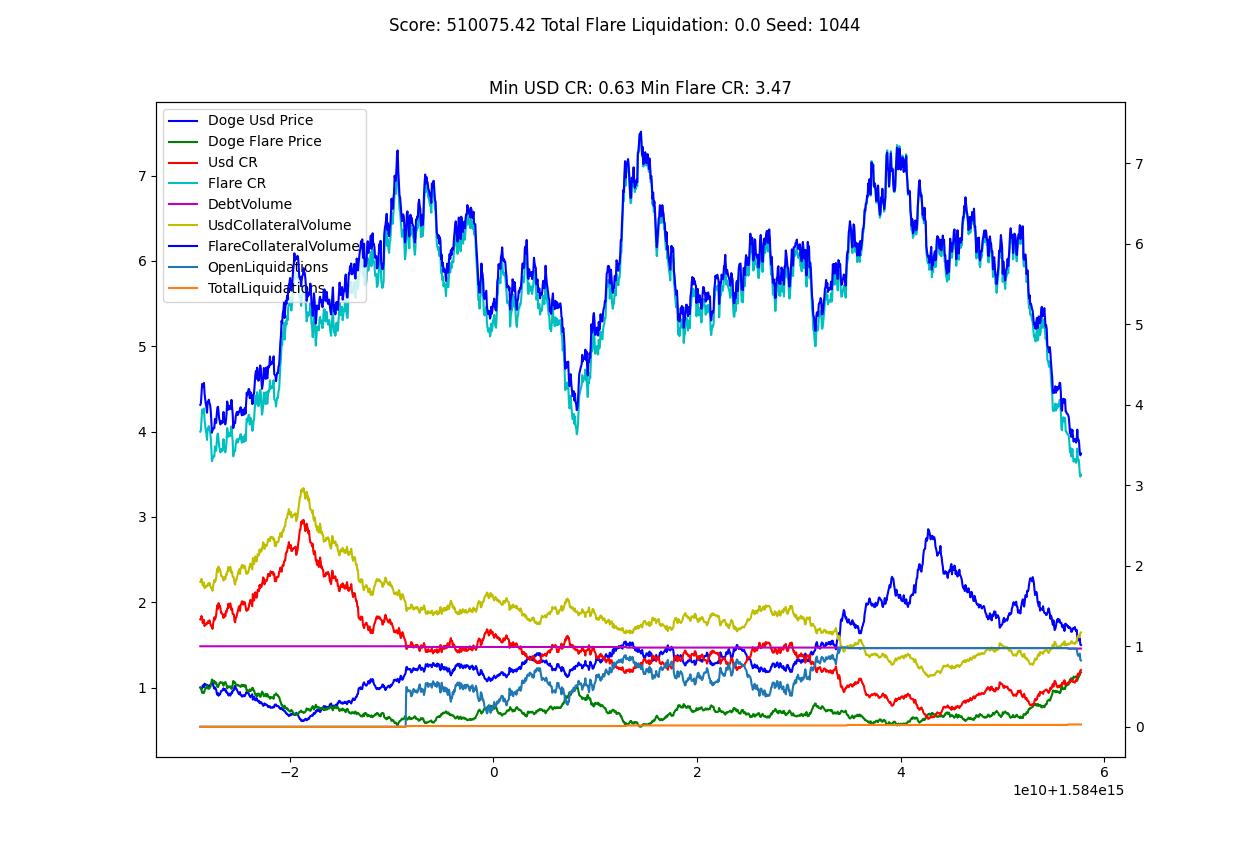 Score: 510075.42 Total Flare Liquidation: 0.0 Seed: 1044
Min USD CR: 0.63 Min Flare CR: 3.47
Doge Usd Price
Doge Flare Price
Usd CR
Flare CR
DebtVolume
UsdCollateralVolume
FlareCollateralVolume
OpenLiquidations
TotalLiquidations
7
6
5
4
3
2
1
7
6
5
4
3
2
1
0
−2
0
2
4
6
1e10+1.584e15